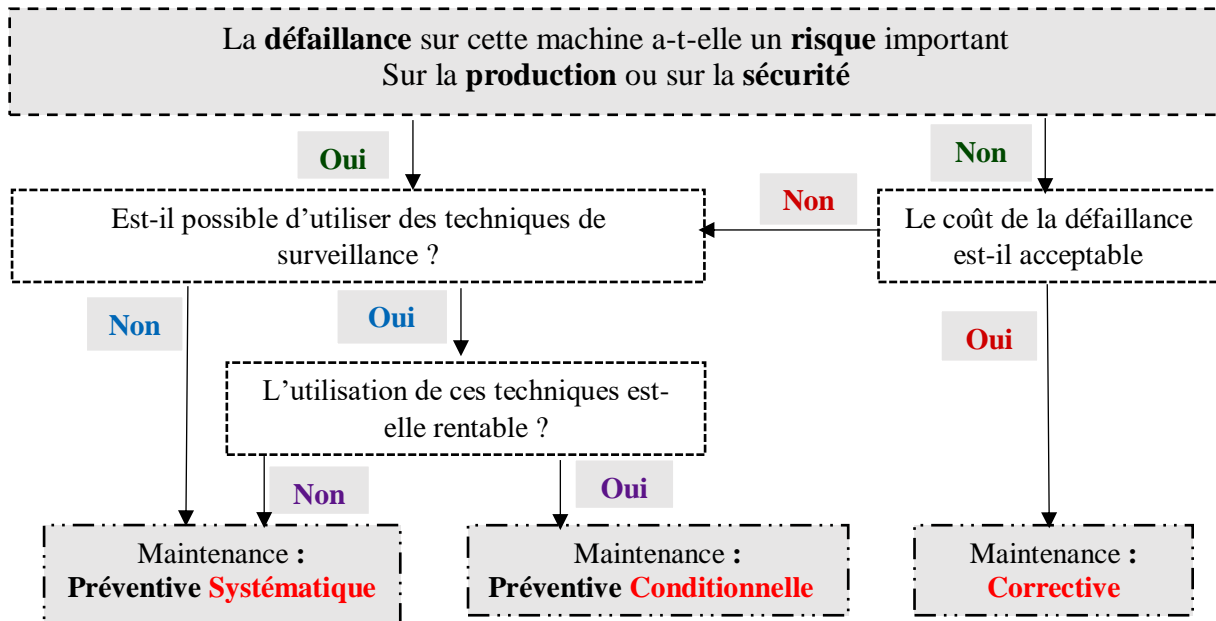 La défaillance sur cette machine a-t-elle un risque important
Sur la production ou sur la sécurité
Oui
Non
Est-il possible d’utiliser des techniques de
surveillance ?
Non
Le coût de la défaillance
est-il acceptable
Non
Oui
Oui
L’utilisation de ces techniques est-
elle rentable ?
Non
Oui
Maintenance :
Préventive Systématique
Maintenance :
Préventive Conditionnelle
Maintenance :
Corrective